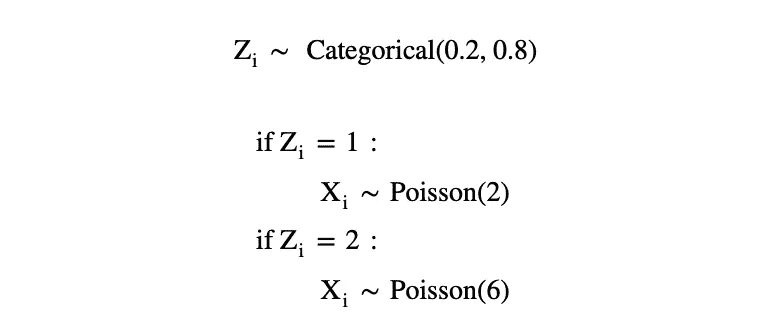 Zi ∼ Categorical(0.2, 0.8)
if Zi = 1 :
Xi ∼ Poisson(2)
if Zi = 2 :
Xi ∼ Poisson(6)